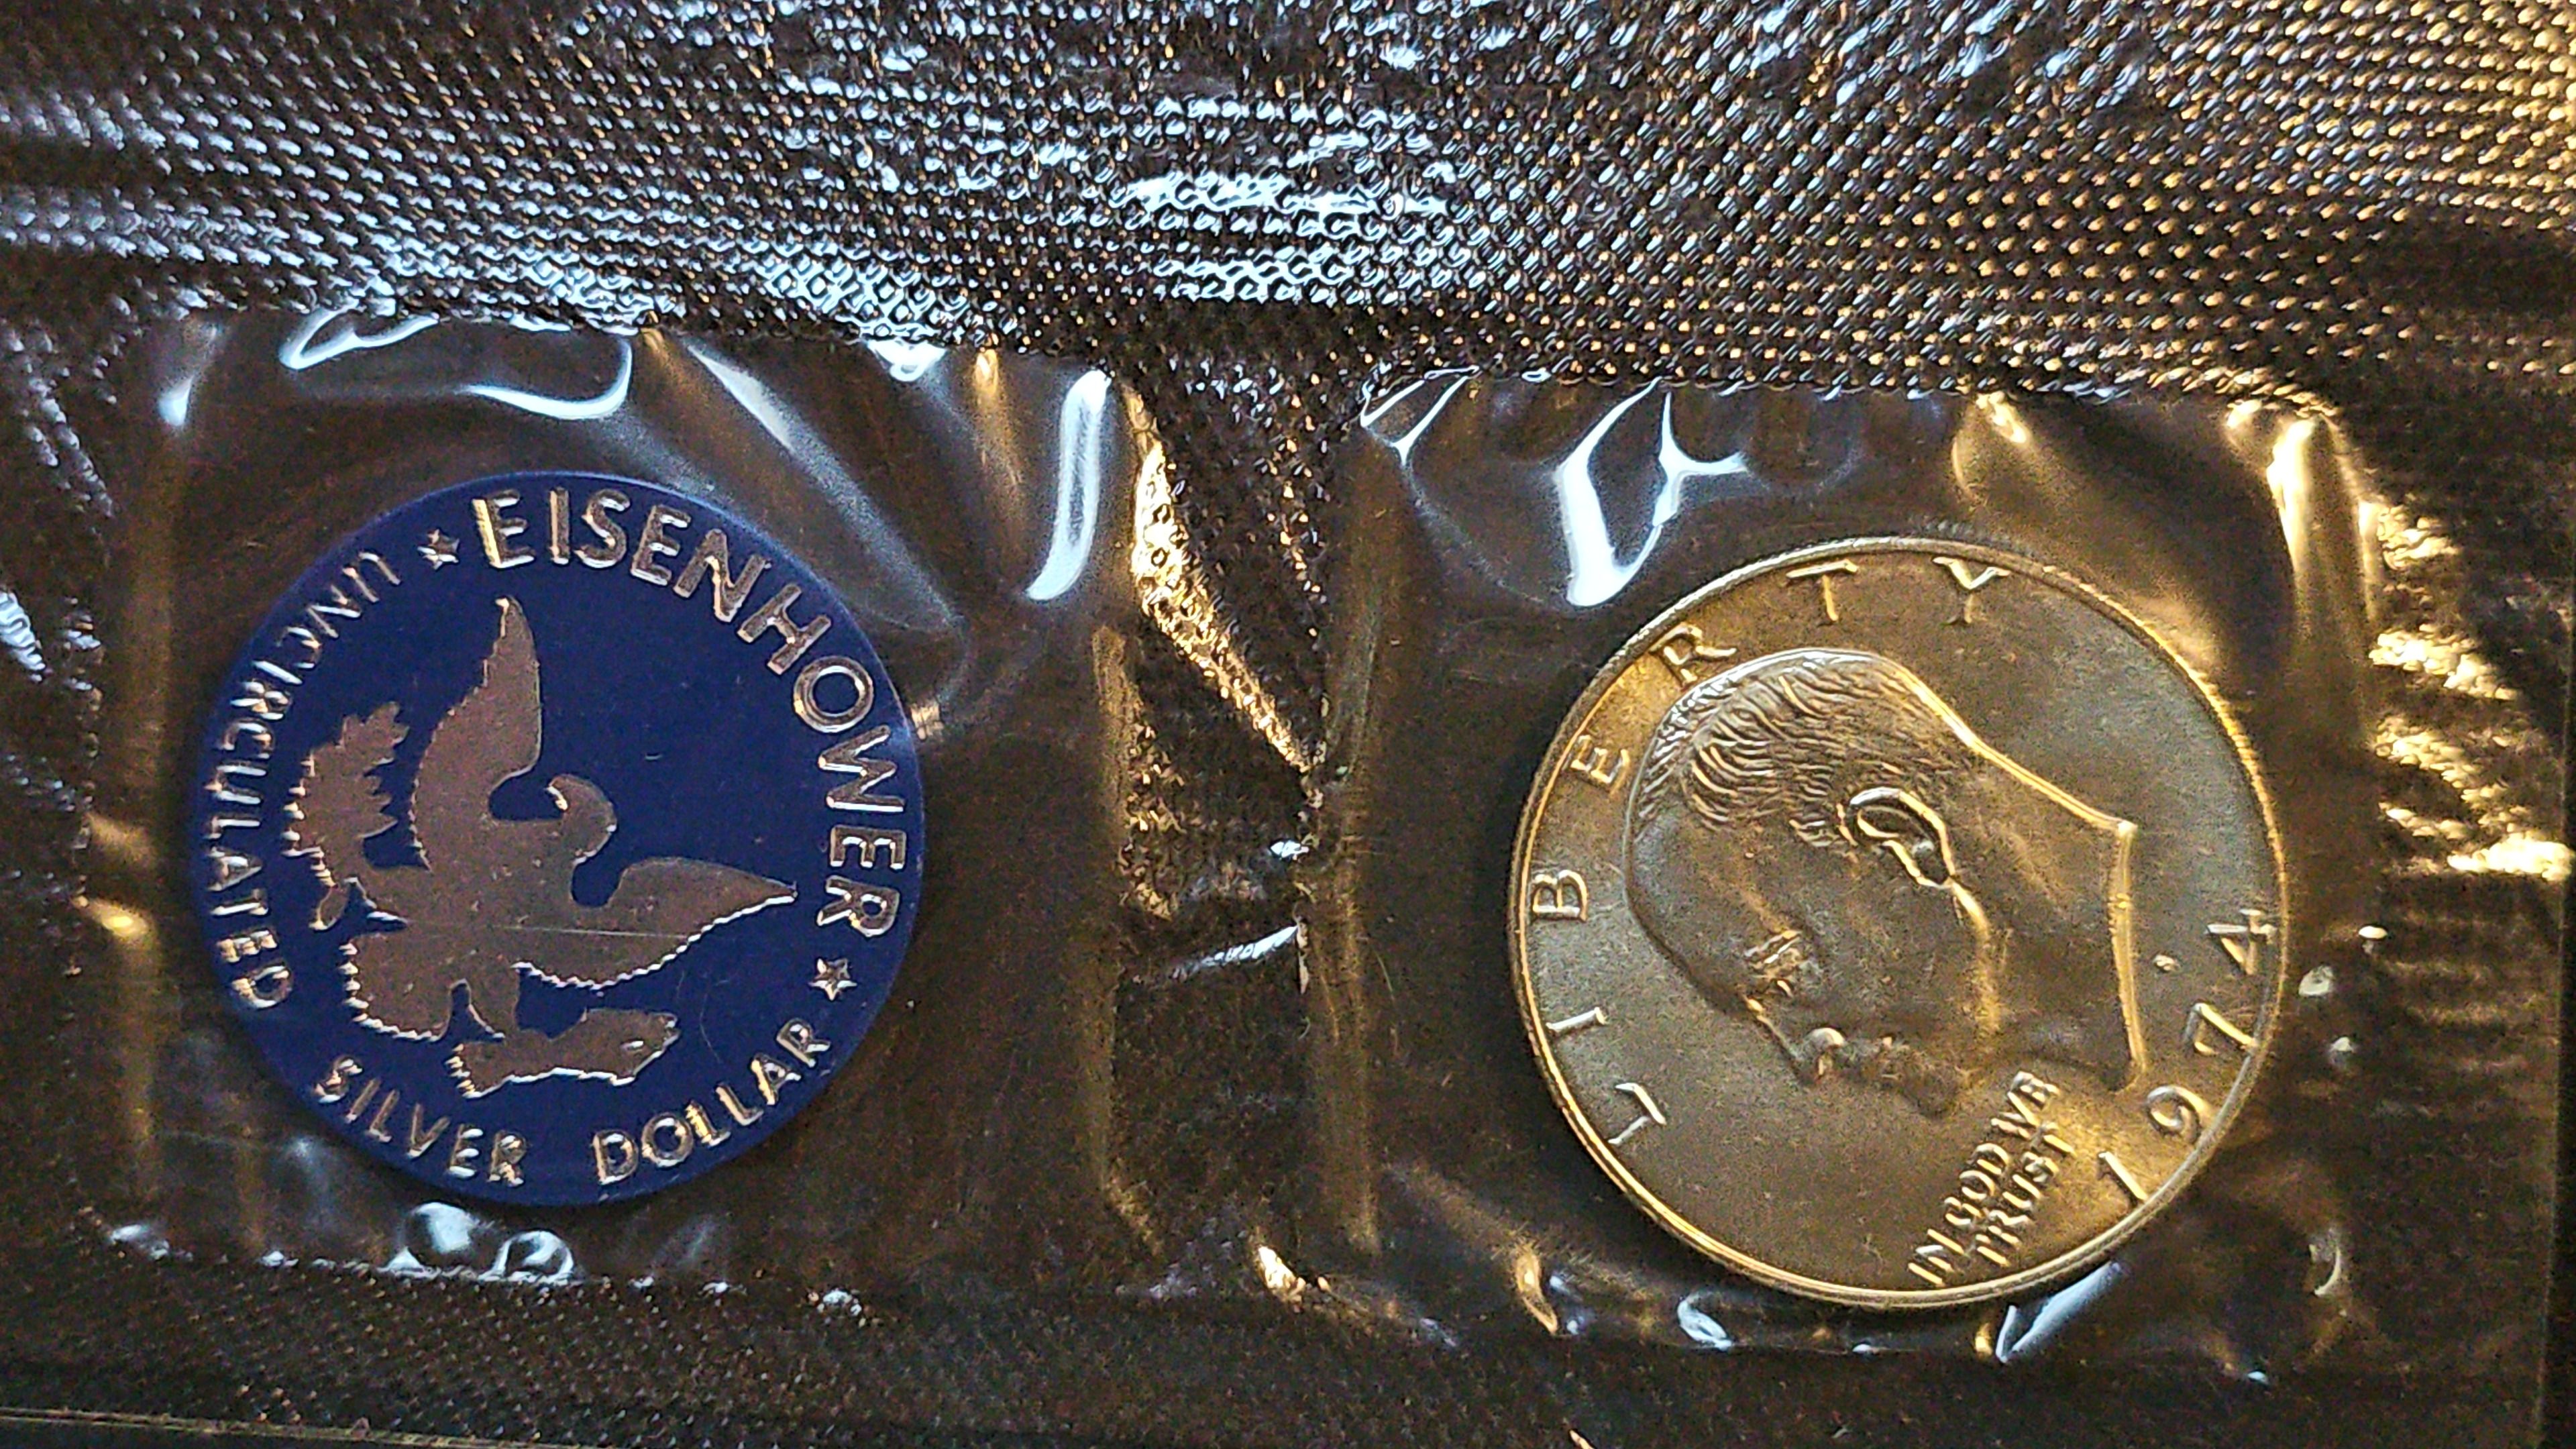 ★ EISENHOWER ★
UNCIRCULATED
SILVER DOLLAR
LIBERTY
IN GOD WE
TRUST
1974